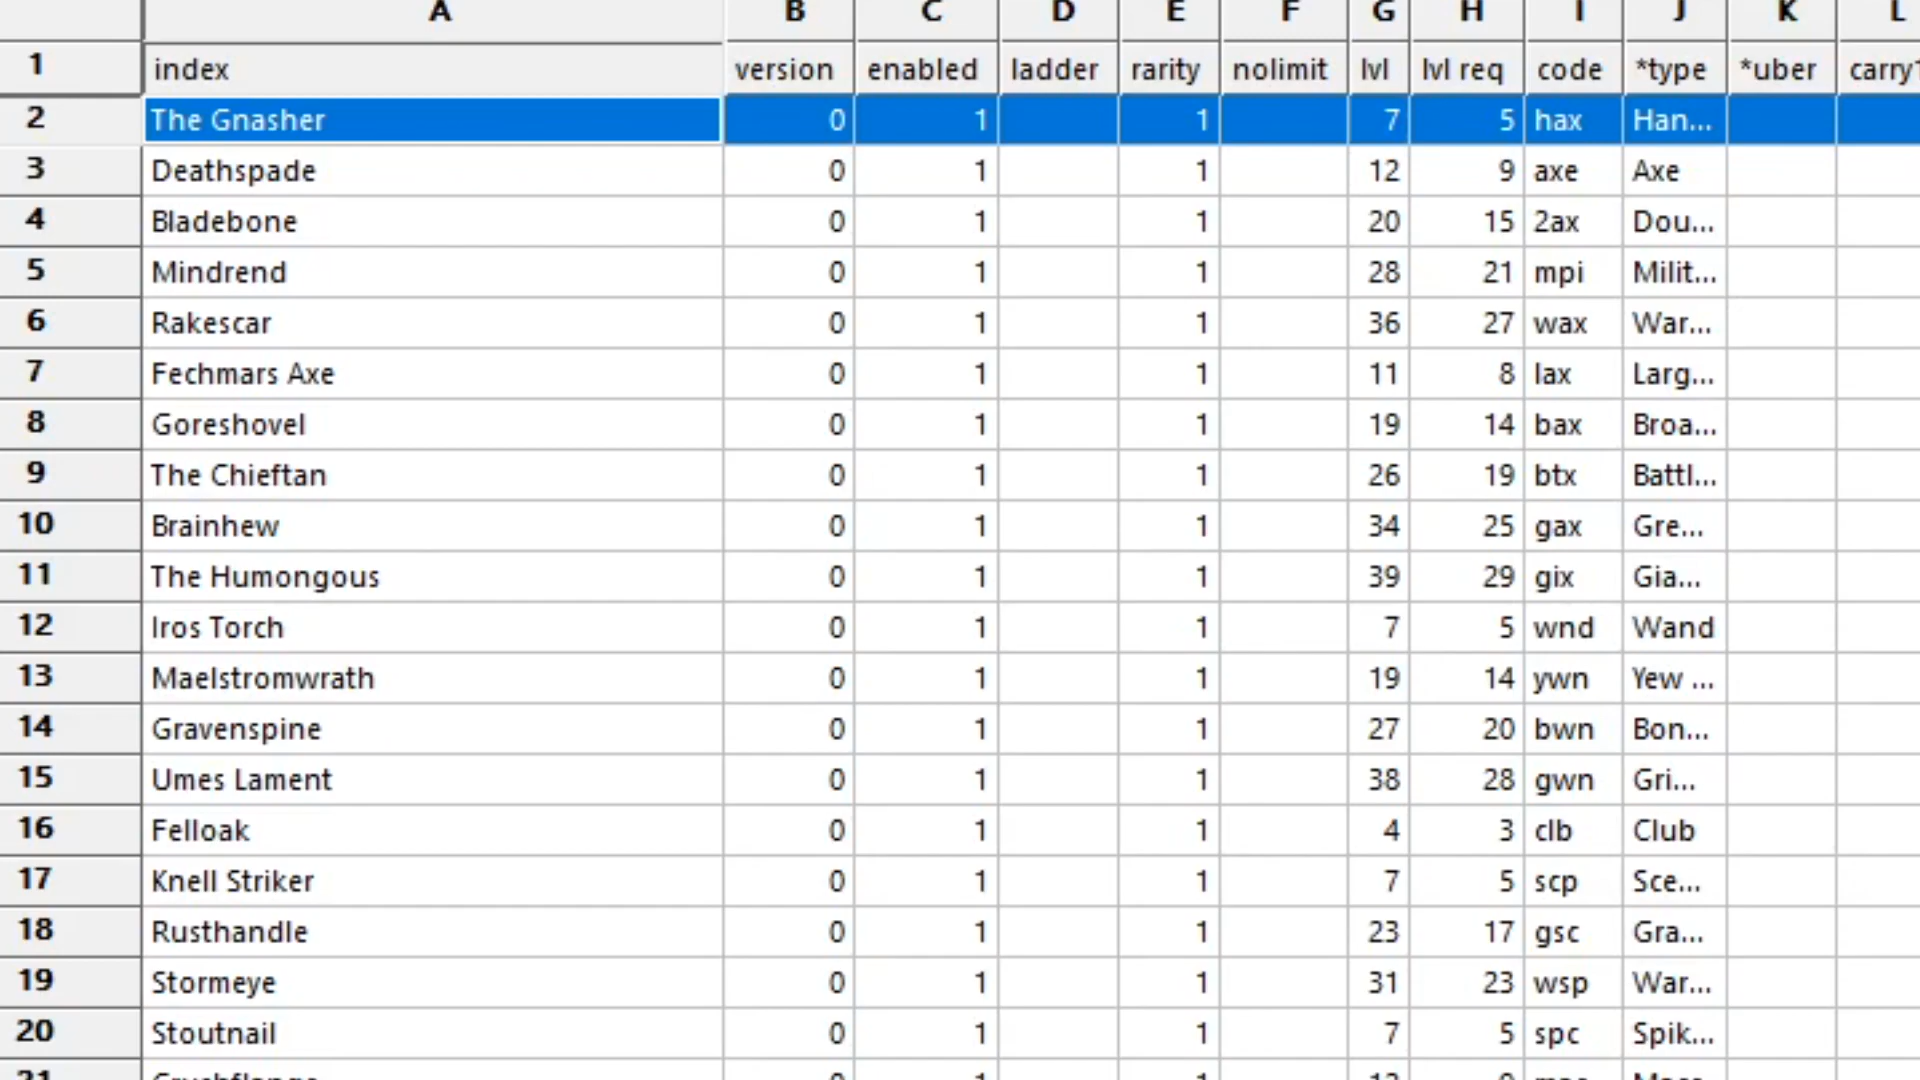 A B C D E F G H I J K L
1 index version enabled ladder rarity nolimit lvl lvl req code *type *uber carry1
2 The Gnasher 0 1 1 7 5 hax Han...
3 Deathspade 0 1 1 12 9 axe Axe
4 Bladebone 0 1 1 20 15 2ax Dou...
5 Mindrend 0 1 1 28 21 mpi Milit...
6 Rakescar 0 1 1 36 27 wax War...
7 Fechmars Axe 0 1 1 11 8 lax Larg...
8 Goreshovel 0 1 1 19 14 bax Broa...
9 The Chieftan 0 1 1 26 19 btx Battl...
10 Brainhew 0 1 1 34 25 gax Gre...
11 The Humongous 0 1 1 39 29 gix Gia...
12 Iros Torch 0 1 1 7 5 wnd Wand
13 Maelstromwrath 0 1 1 19 14 ywn Yew ...
14 Gravenspine 0 1 1 27 20 bwn Bon...
15 Umes Lament 0 1 1 38 28 gwn Gri...
16 Felloak 0 1 1 4 3 clb Club
17 Knell Striker 0 1 1 7 5 scp Sce...
18 Rusthandle 0 1 1 23 17 gsc Gra...
19 Stormeye 0 1 1 31 23 wsp War...
20 Stoutnail 0 1 1 7 5 spc Spik...